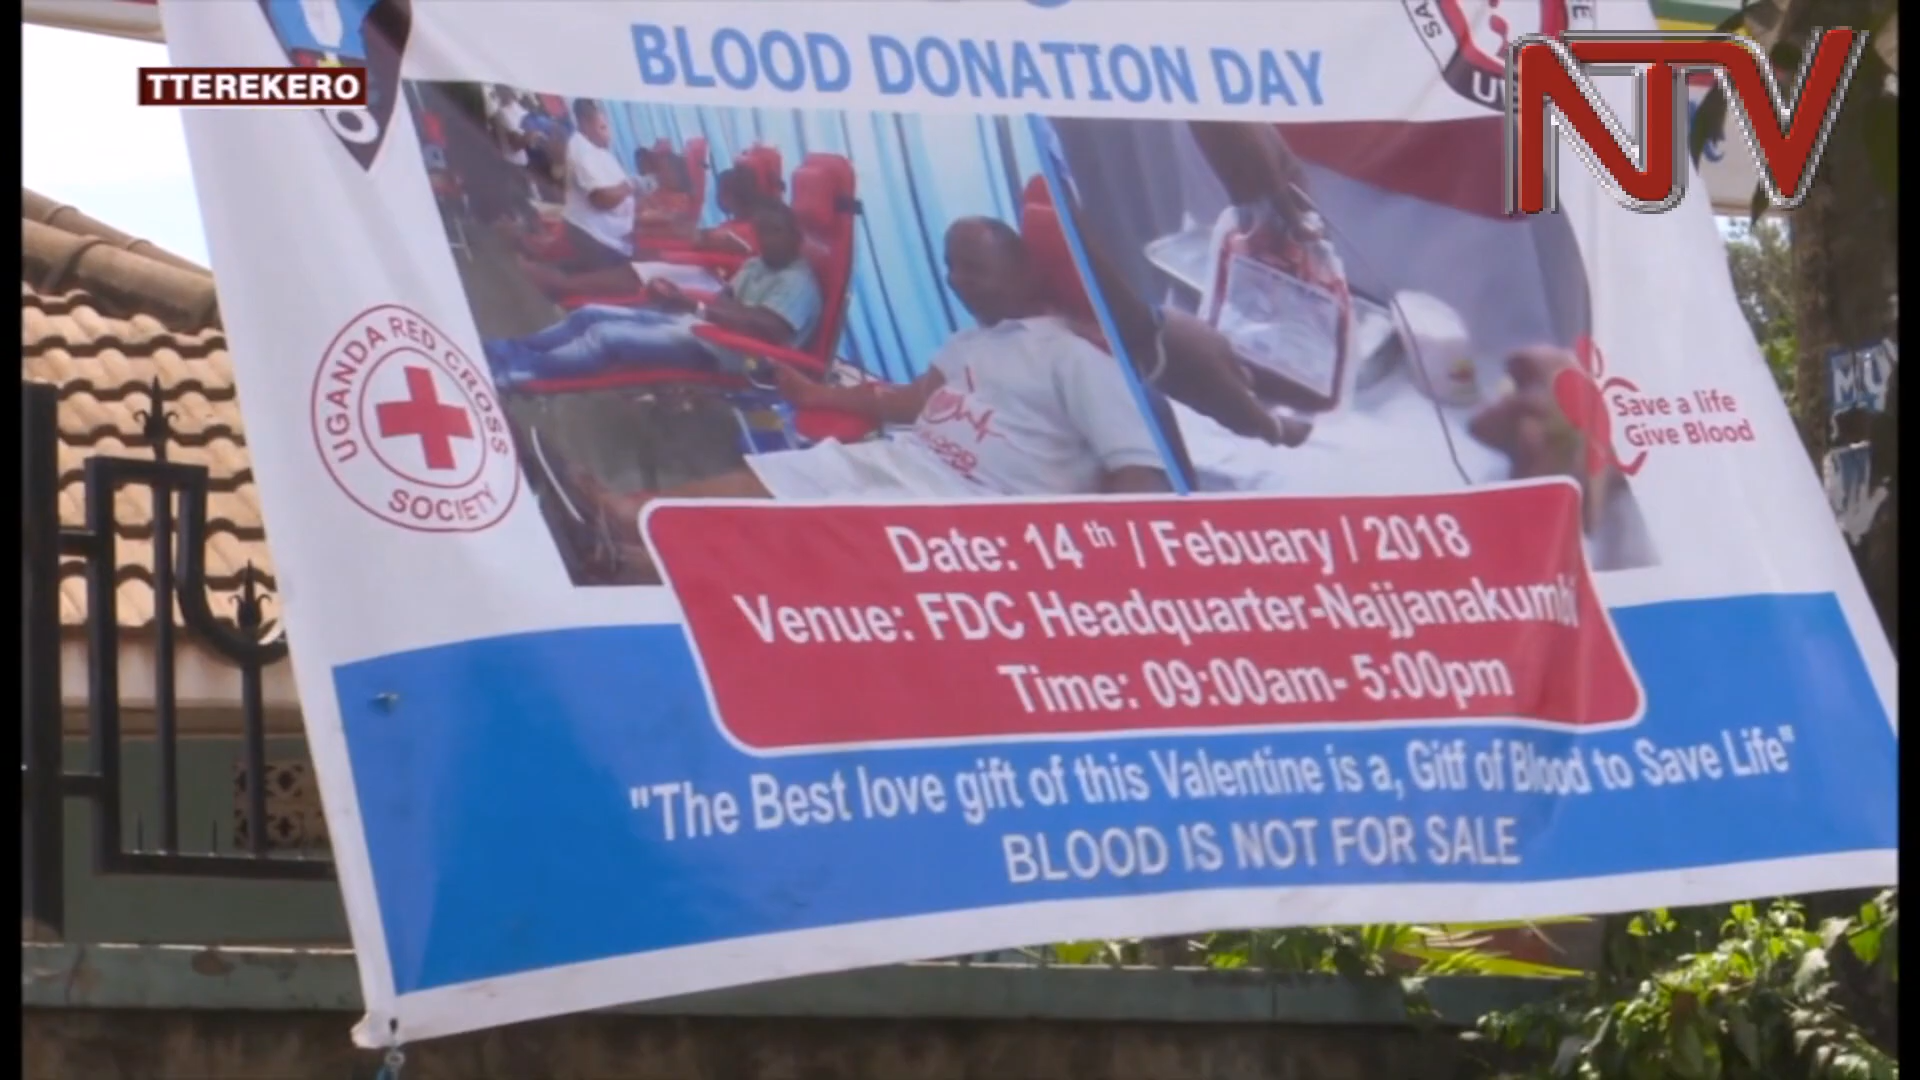 TTEREKERO
NTV
BLOOD DONATION DAY
UGANDA RED CROSS
SOCIETY
Save a life
Give Blood
Date: 14th | Febuary | 2018
Venue: FDC Headquarter-Najjanakumbi
Time: 09:00am- 5:00pm
"The Best love gift of this Valentine is a, Gitf of Blood to Save Life"
BLOOD IS NOT FOR SALE